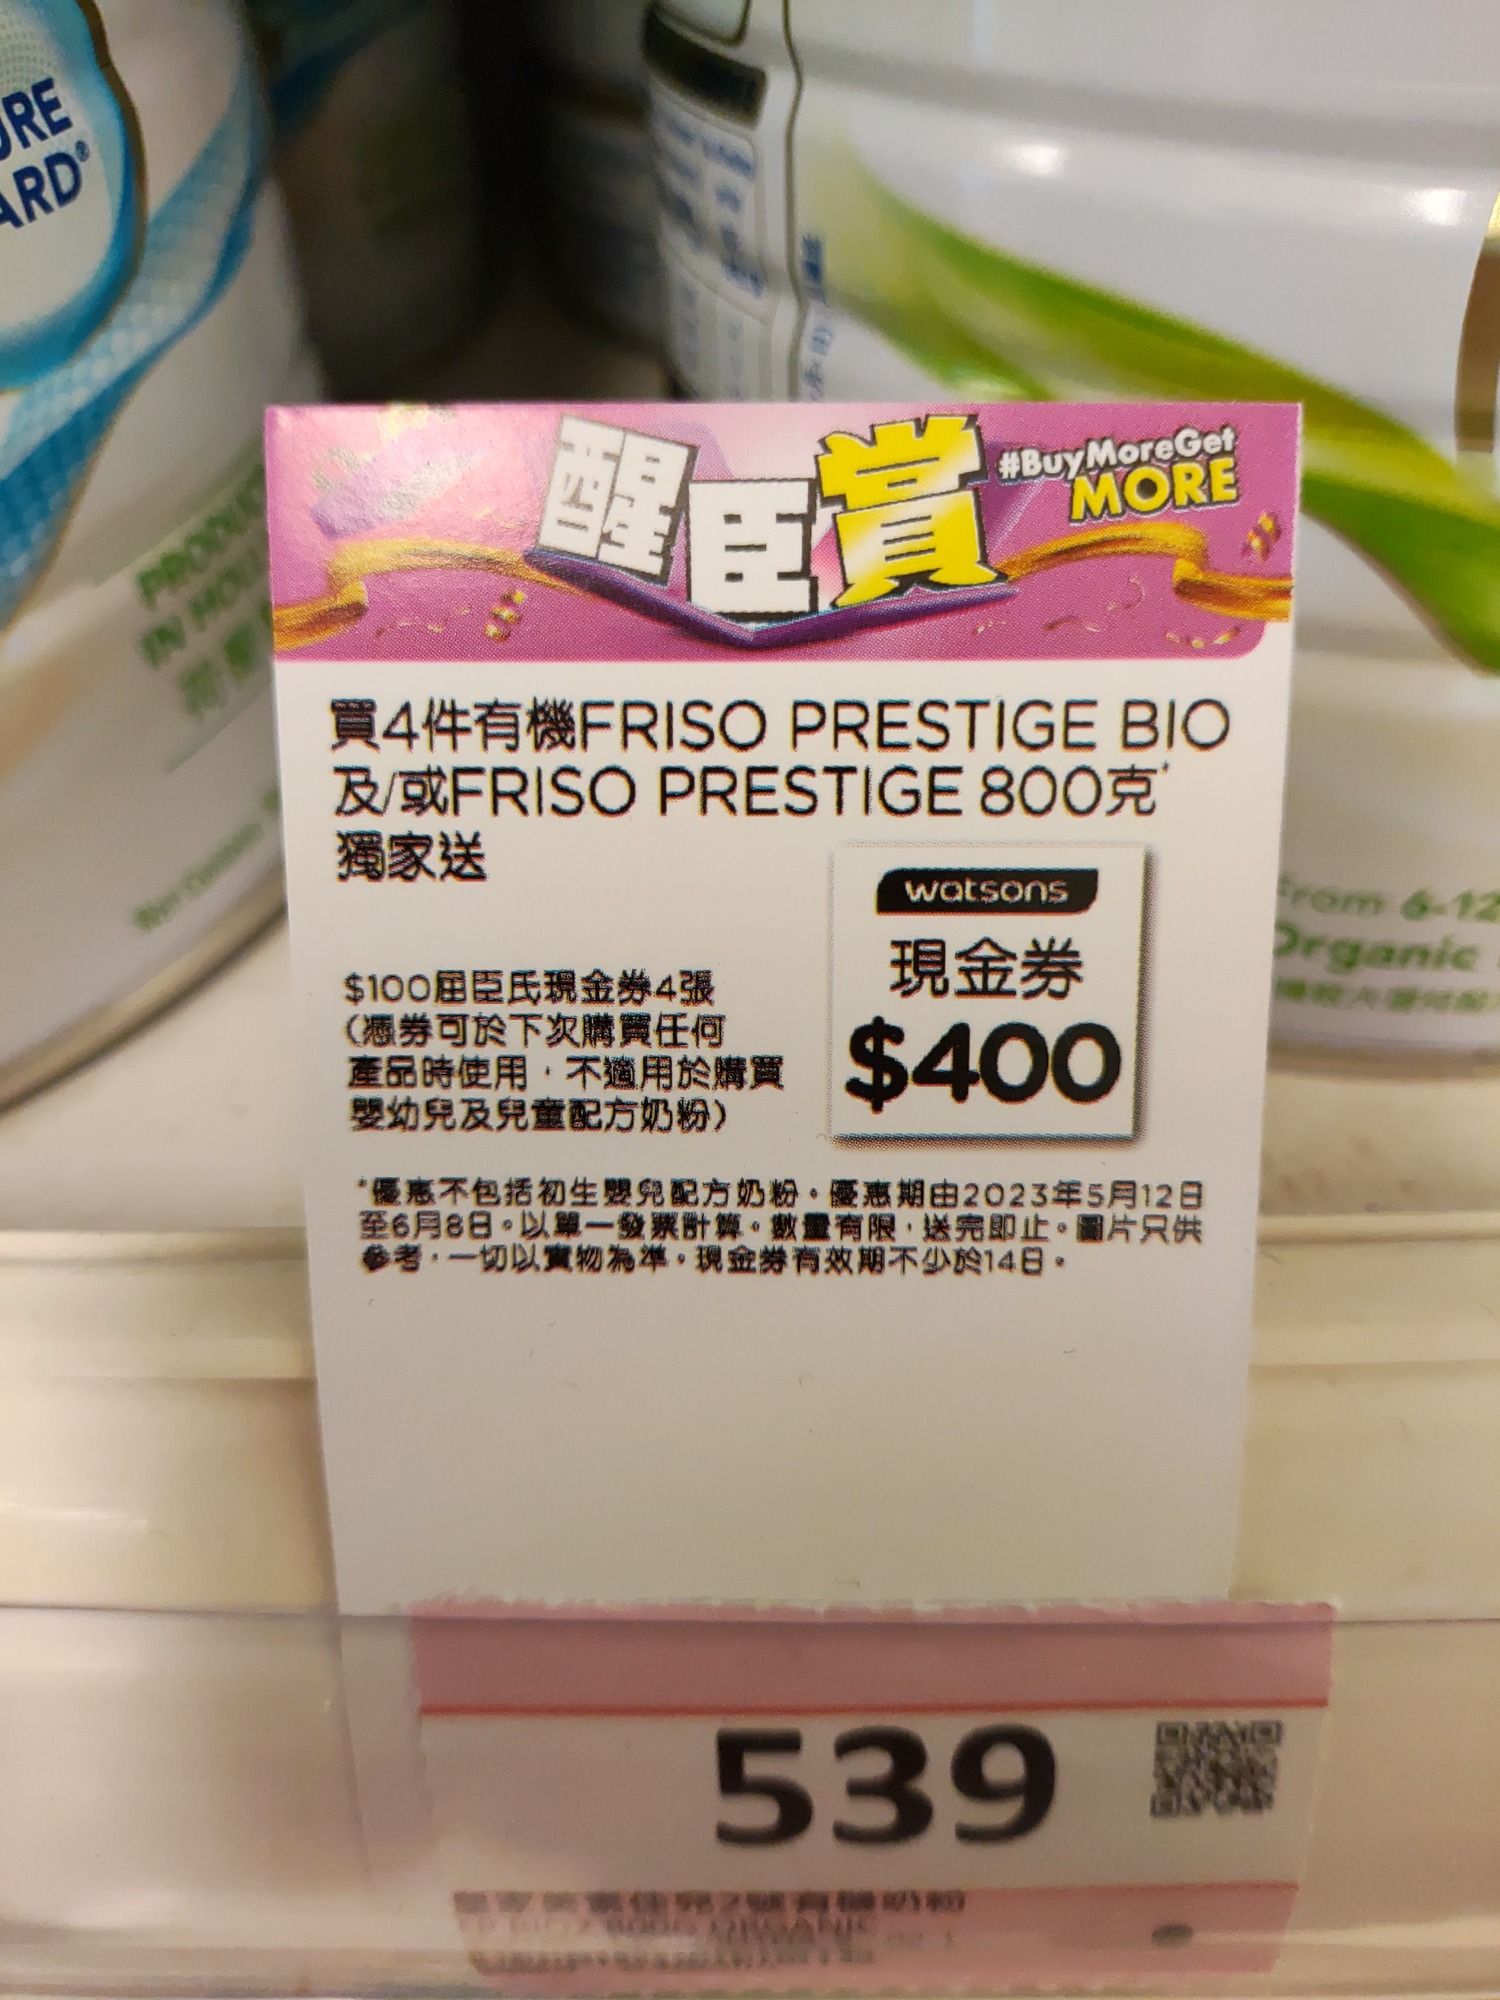 醒臣賞
#BuyMoreGet
MORE
買4件有機FRISO PRESTIGE BIO
及/或FRISO PRESTIGE 800克*
獨家送
watsons
現金券
$400
$100屈臣氏現金券4張
(憑券可於下次購買任何
產品時使用，不適用於購買
嬰幼兒及兒童配方奶粉)
*優惠不包括初生嬰兒配方奶粉。優惠期由2023年5月12日
至6月8日。以單一發票計算。數量有限，送完即止。圖片只供
參考，一切以實物為準。現金券有效期不少於14日。
From 6-12
Organic
539